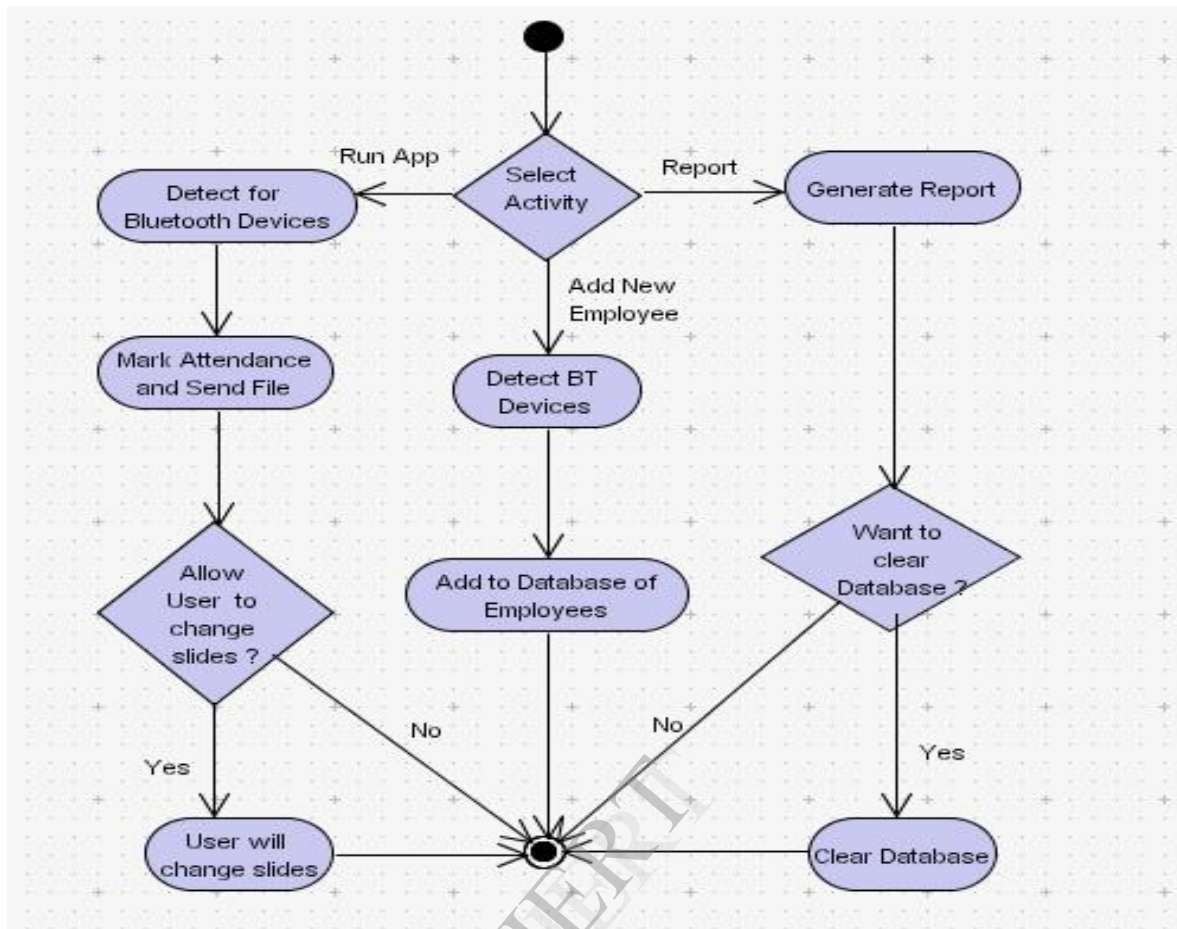 Run App
Select
Activity
Report
Detect for
Bluetooth Devices
Generate Report
Add New
Employee
Mark Attendance
and Send File
Detect BT
Devices
Want to
clear
Database ?
Allow
User to
change
slides ?
Add to Database of
Employees
No
No
Yes
Yes
User will
change slides
Clear Database
IJERT